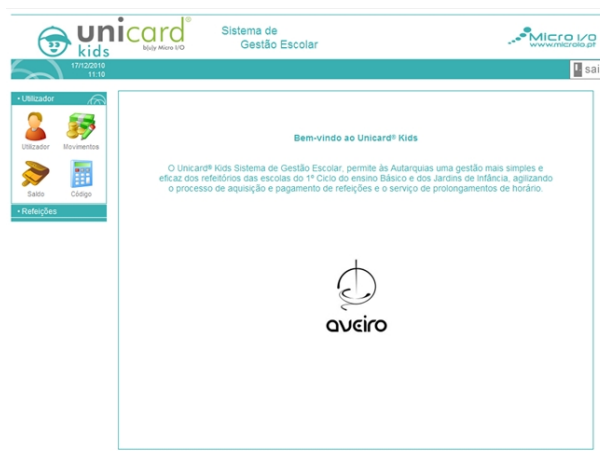 unicard®
kids
b(u)y Micro I/O
Sistema de
Gestão Escolar
Micro I/O
www.microio.pt
17/12/2010
11:10
sai
• Utilizador
Utilizador Movimentos
Saldo Código
• Refeições
Bem-vindo ao Unicard® Kids
O Unicard® Kids Sistema de Gestão Escolar, permite às Autarquias uma gestão mais simples e
eficaz dos refeitórios das escolas do 1º Ciclo do ensino Básico e dos Jardins de Infância, agilizando
o processo de aquisição e pagamento de refeições e o serviço de prolongamentos de horário.
aveiro